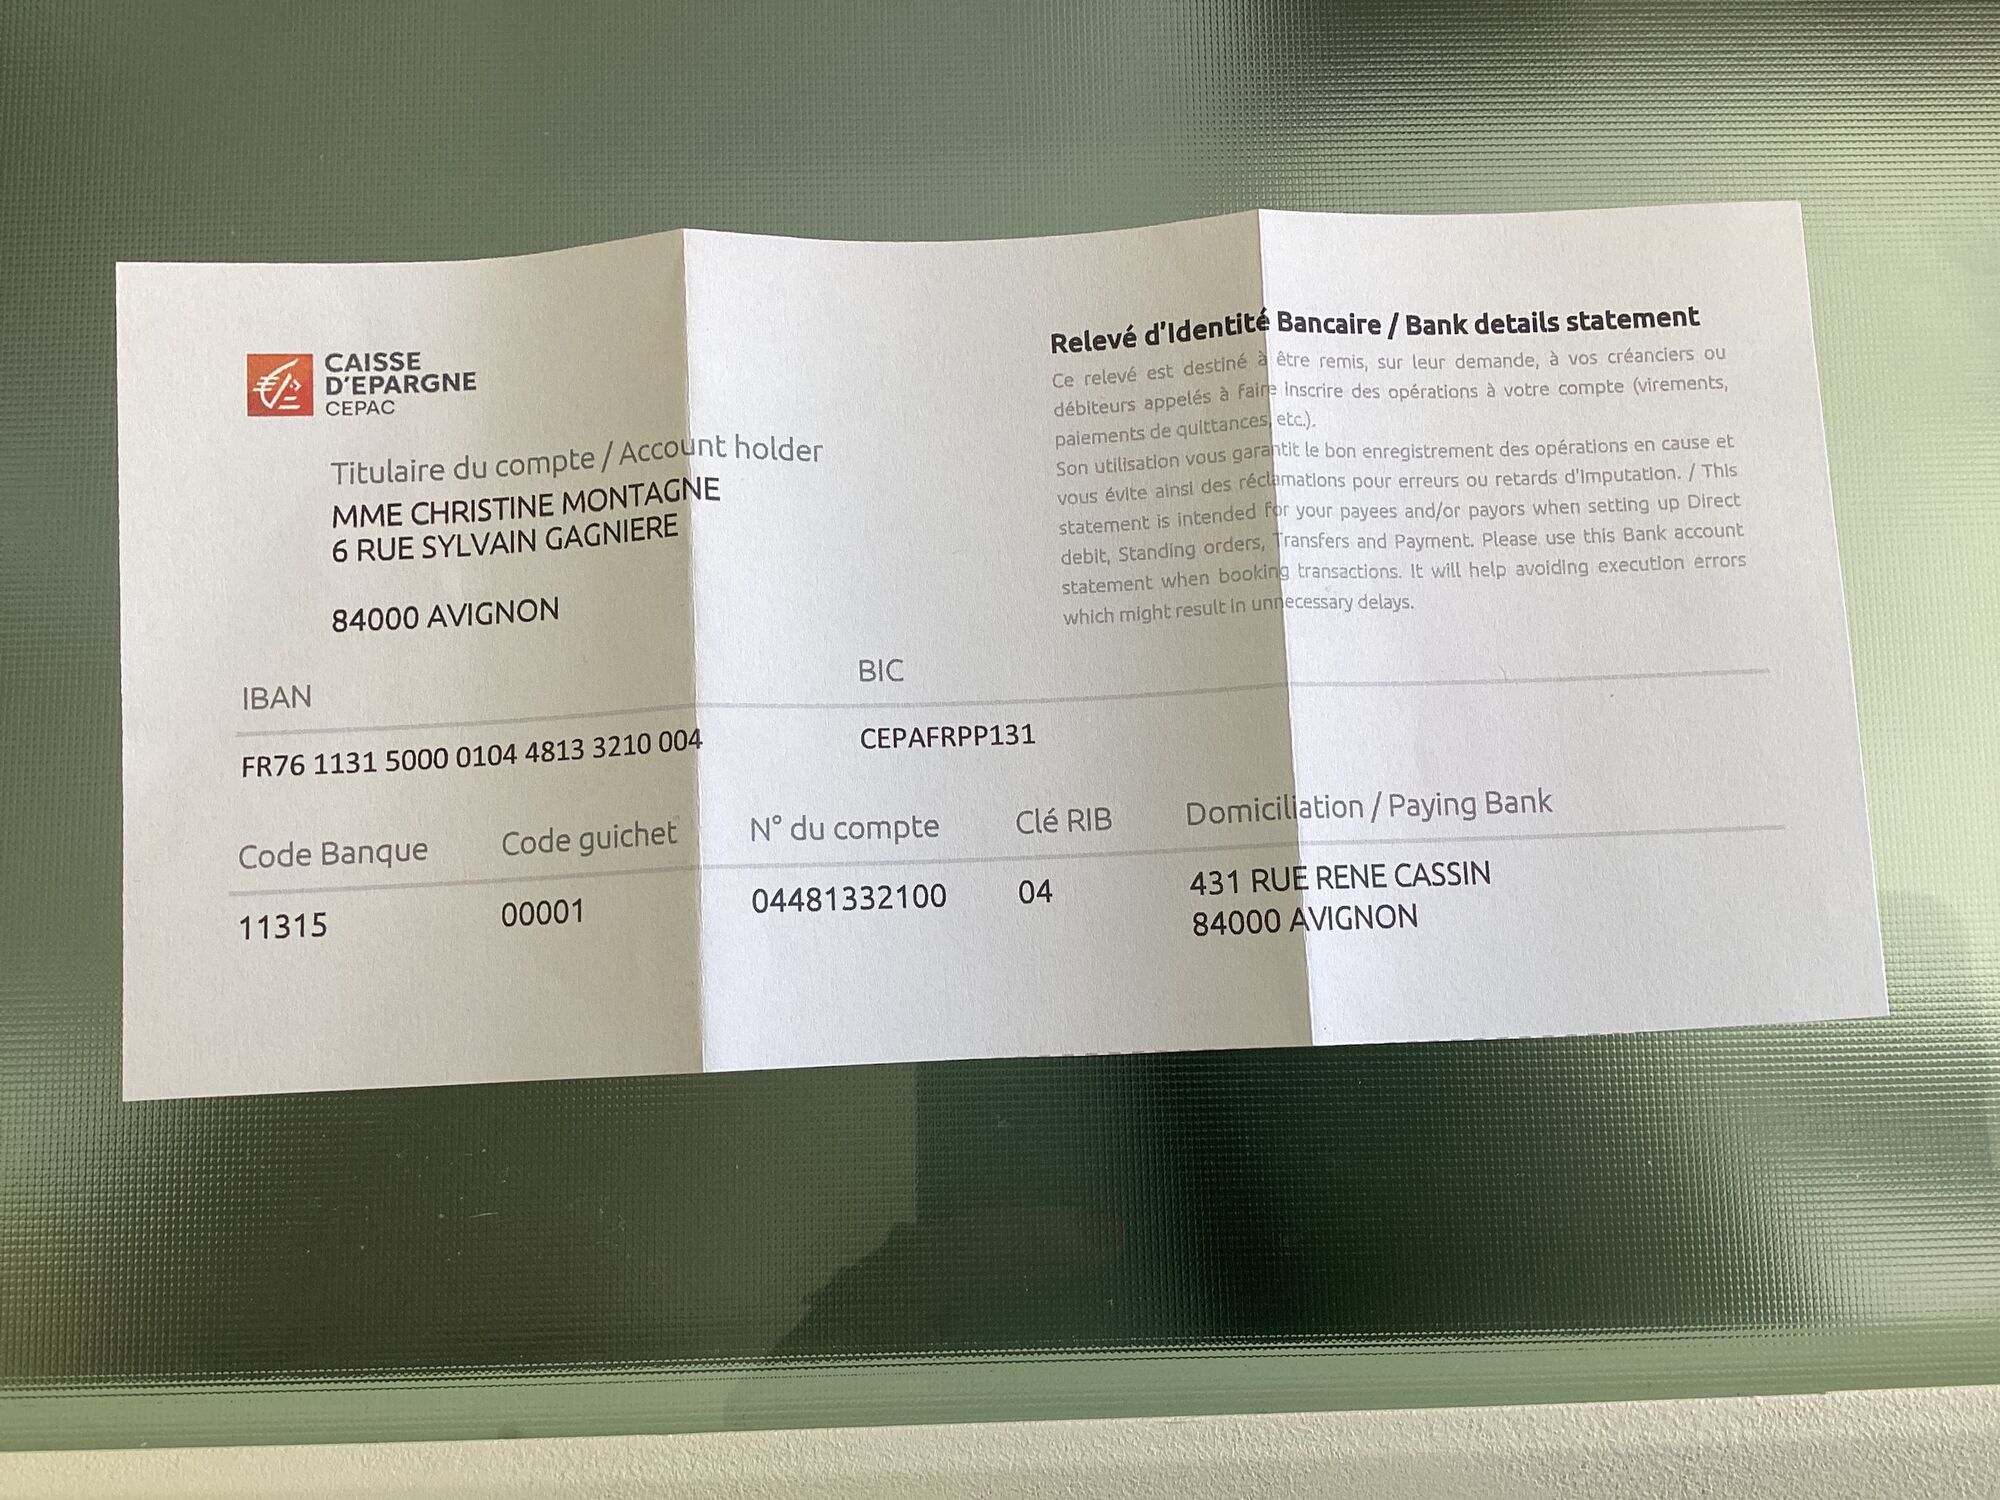 CAISSE
D'EPARGNE
CEPAC
Relevé d'Identité Bancaire / Bank details statement
Ce relevé est destiné à être remis, sur leur demande, à vos créanciers ou
débiteurs appelés à faire inscrire des opérations à votre compte (virements,
paiements de quittances, etc.).
Son utilisation vous garantit le bon enregistrement des opérations en cause et
vous évite ainsi des réclamations pour erreurs ou retards d'imputation. / This
statement is intended for your payees and/or payors when setting up Direct
debit, Standing orders, Transfers and Payment. Please use this Bank account
statement when booking transactions. It will help avoiding execution errors
which might result in unnecessary delays.
Titulaire du compte / Account holder
MME CHRISTINE MONTAGNE
6 RUE SYLVAIN GAGNIERE
84000 AVIGNON
IBAN
BIC
FR76 1131 5000 0104 4813 3210 004
CEPAFRPP131
Code Banque
Code guichet
N° du compte
Clé RIB
Domiciliation / Paying Bank
11315
00001
04481332100
04
431 RUE RENE CASSIN
84000 AVIGNON